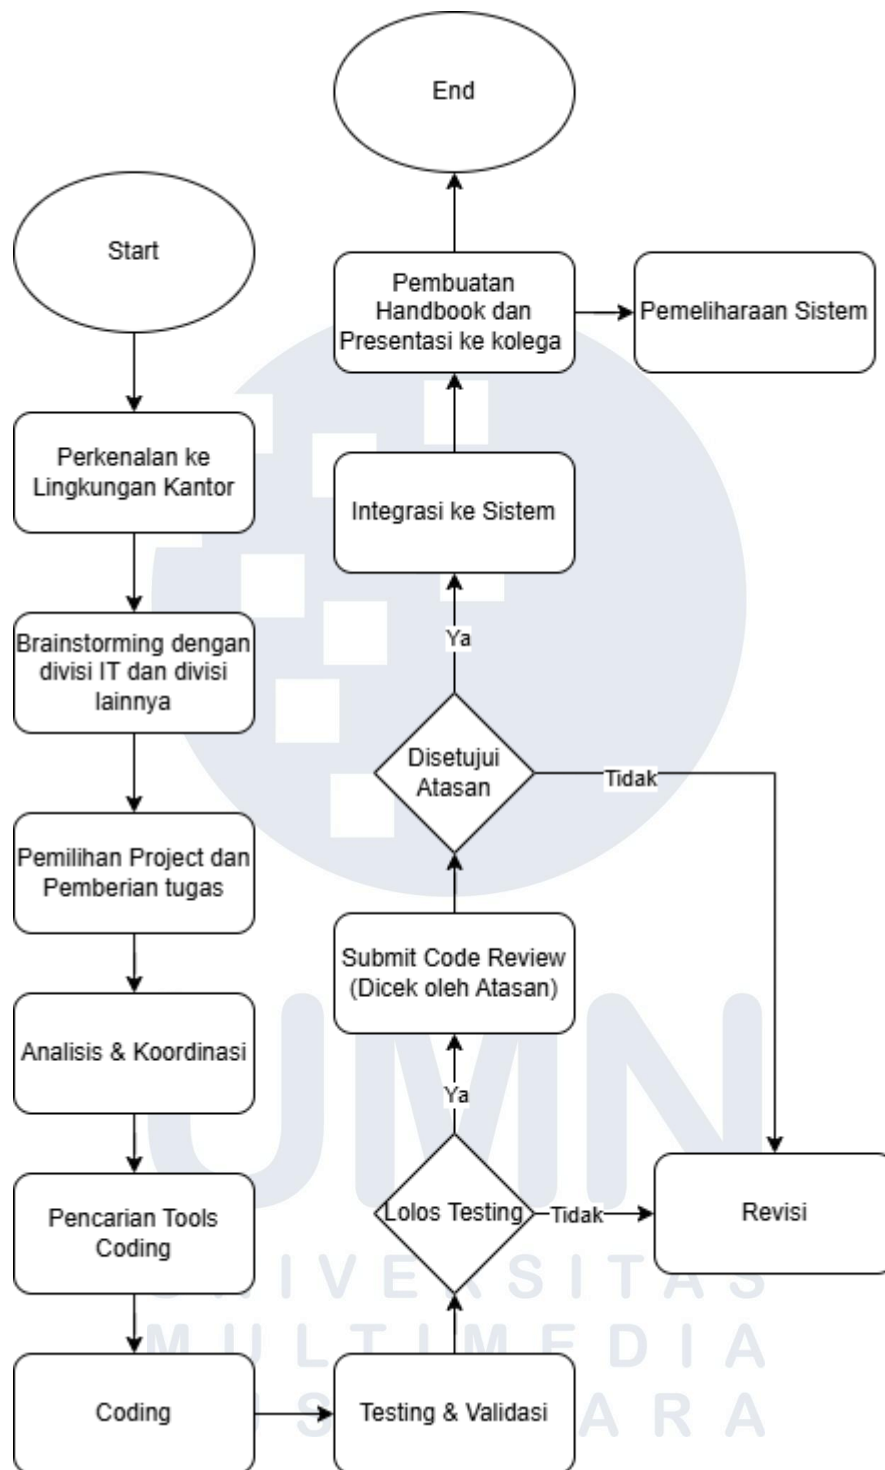 Start
Perkenalan ke
Lingkungan Kantor
Brainstorming dengan
divisi IT dan divisi
lainnya
Pemilihan Project dan
Pemberian tugas
Analisis & Koordinasi
Pencarian Tools
Coding
Coding
Testing & Validasi
Lolos Testing
Tidak
Revisi
Ya
Submit Code Review
(Dicek oleh Atasan)
Disetujui
Atasan
Tidak
Ya
Integrasi ke Sistem
Pembuatan
Handbook dan
Presentasi ke kolega
Pemeliharaan Sistem
End
UMN
UNIVERSITAS
MULTIMEDIA